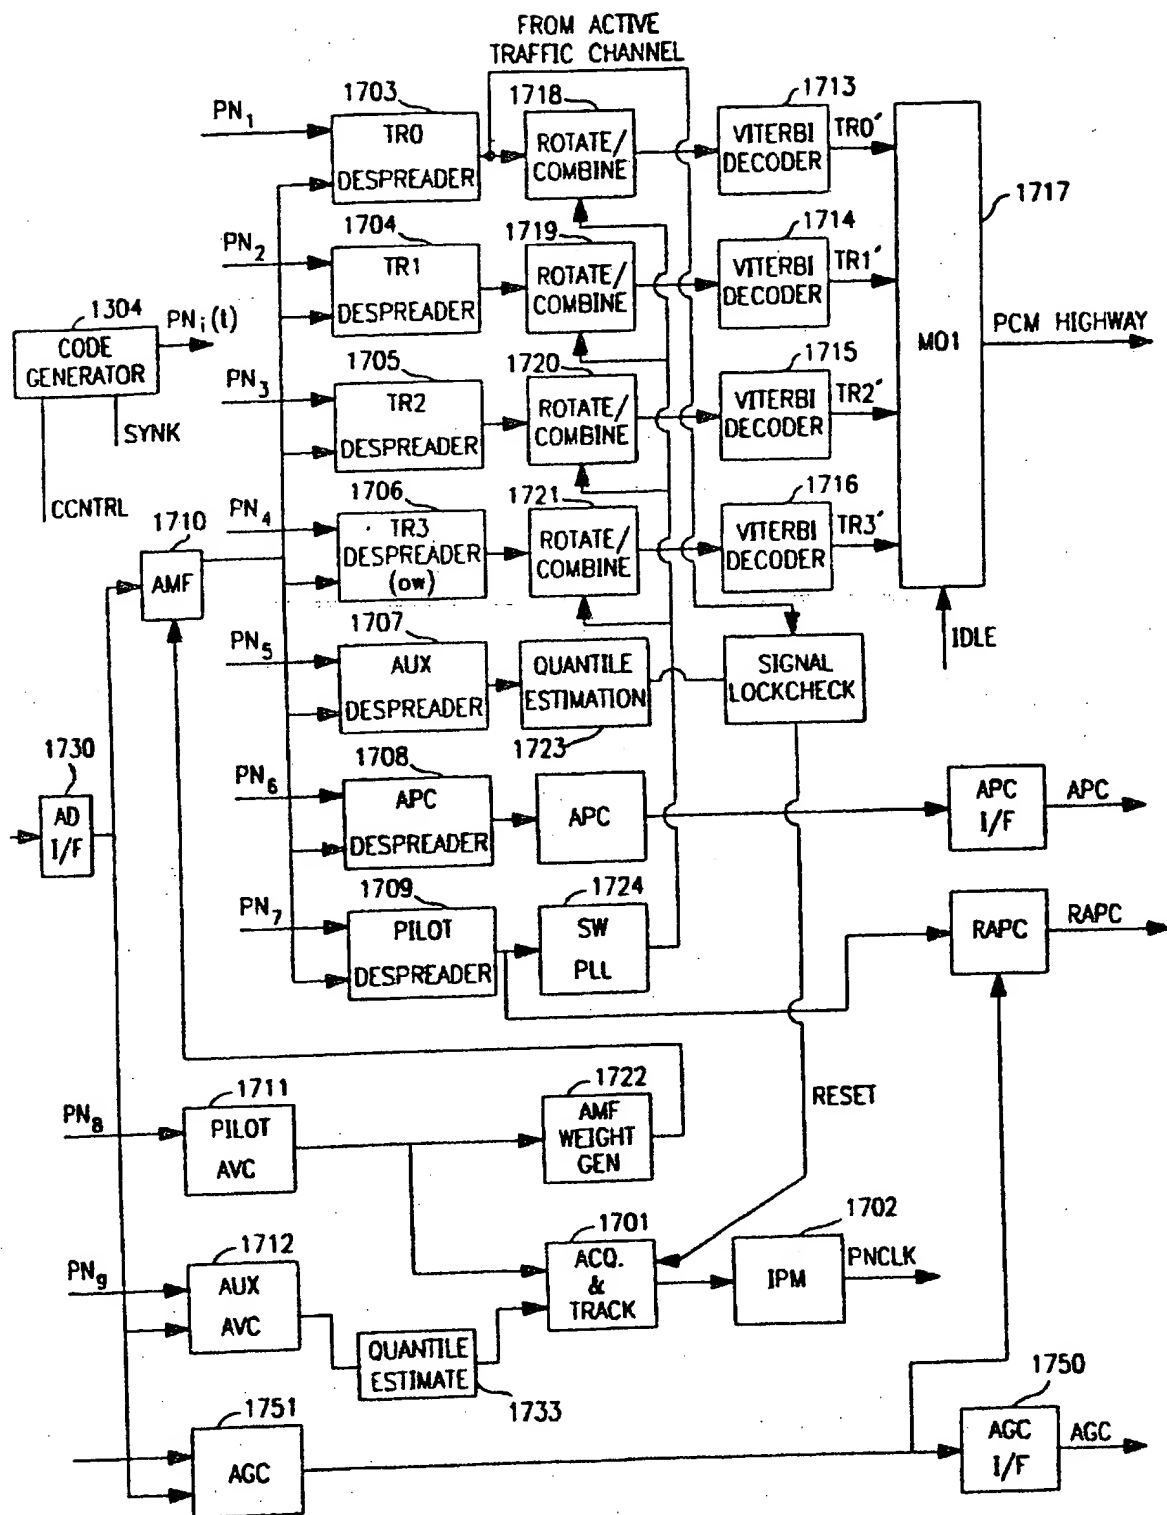 FROM ACTIVE
TRAFFIC CHANNEL
PN1
1703
TR0
DESPREADER
1718
ROTATE/
COMBINE
1713
VITERBI
DECODER
TR0'
1717
M01
PCM HIGHWAY
IDLE
PN2
1704
TR1
DESPREADER
1719
ROTATE/
COMBINE
1714
VITERBI
DECODER
TR1'
1304
CODE
GENERATOR
PNi(t)
SYNK
CCNTRL
PN3
1705
TR2
DESPREADER
1720
ROTATE/
COMBINE
1715
VITERBI
DECODER
TR2'
1710
AMF
PN4
1706
TR3
DESPREADER
(OW)
1721
ROTATE/
COMBINE
1716
VITERBI
DECODER
TR3'
PN5
1707
AUX
DESPREADER
QUANTILE
ESTIMATION
1723
SIGNAL
LOCKCHECK
1730
AD
I/F
PN6
1708
APC
DESPREADER
APC
APC
I/F
APC
PN7
1709
PILOT
DESPREADER
1724
SW
PLL
RAPC
RAPC
RESET
PN8
1711
PILOT
AVC
1722
AMF
WEIGHT
GEN
PN9
1712
AUX
AVC
QUANTILE
ESTIMATE
1733
1701
ACQ.
&
TRACK
1702
IPM
PNCLK
1751
AGC
1750
AGC
I/F
AGC